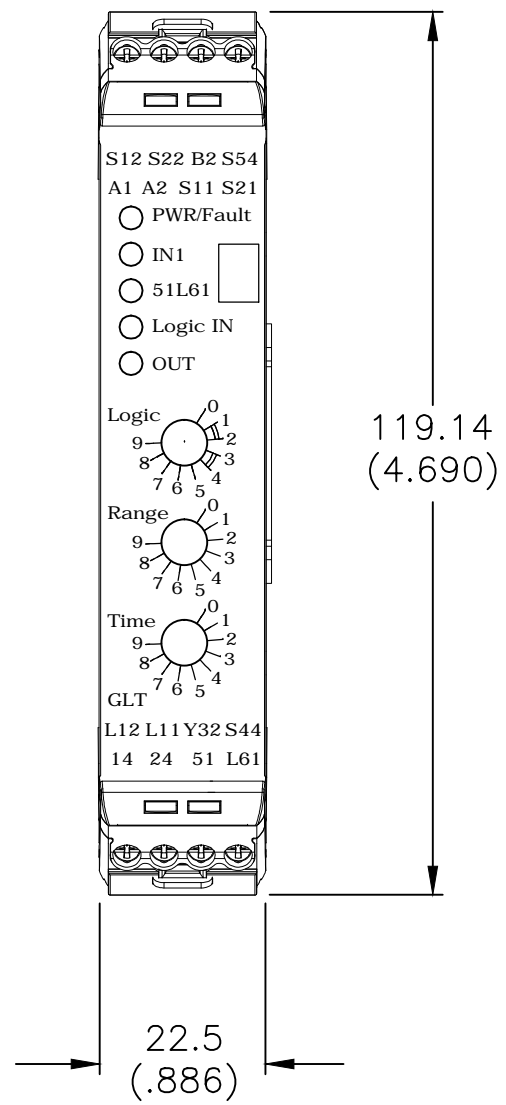 S12 S22 B2 S54
A1 A2 S11 S21
PWR/Fault
IN1
51L61
Logic IN
OUT
Logic
0
1
2
3
4
5
6
7
8
9
Range
0
1
2
3
4
5
6
7
8
9
Time
0
1
2
3
4
5
6
7
8
9
GLT
L12 L11 Y32 S44
14 24 51 L61
119.14
(4.690)
22.5
(.886)